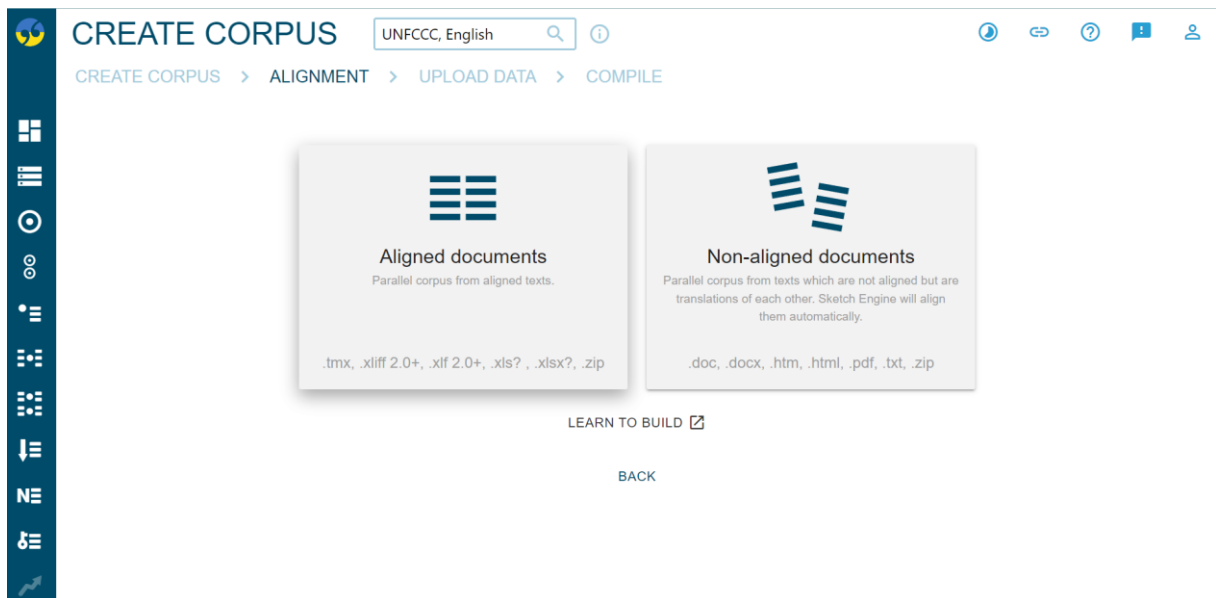 CREATE CORPUS
UNFCCC, English
CREATE CORPUS > ALIGNMENT > UPLOAD DATA > COMPILE
Aligned documents
Parallel corpus from aligned texts.
.tmx, .xliff 2.0+, .xlf 2.0+, .xls? , .xlsx?, .zip
Non-aligned documents
Parallel corpus from texts which are not aligned but are
translations of each other. Sketch Engine will align
them automatically.
.doc, .docx, .htm, .html, .pdf, .txt, .zip
LEARN TO BUILD
BACK
N